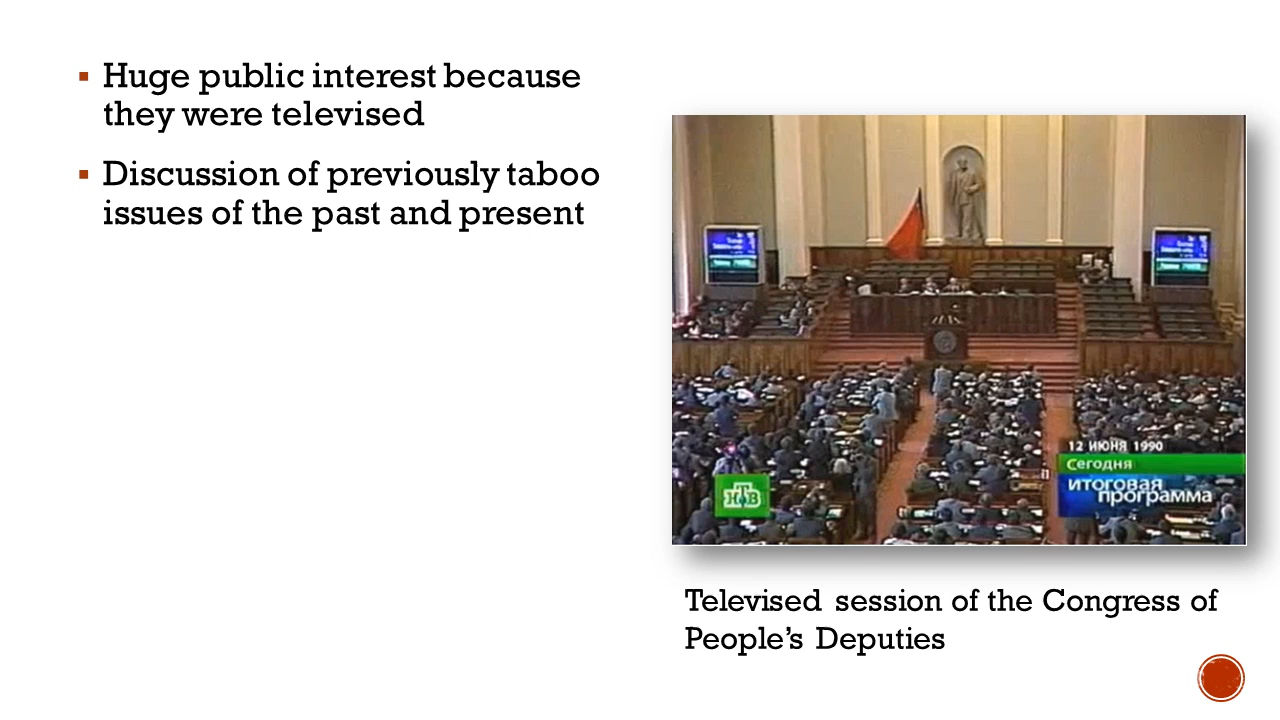 Huge public interest because
they were televised
Discussion of previously taboo
issues of the past and present
12 ИЮНЯ 1990
Сегодня
итоговая
программа
НТВ
Televised session of the Congress of
People’s Deputies